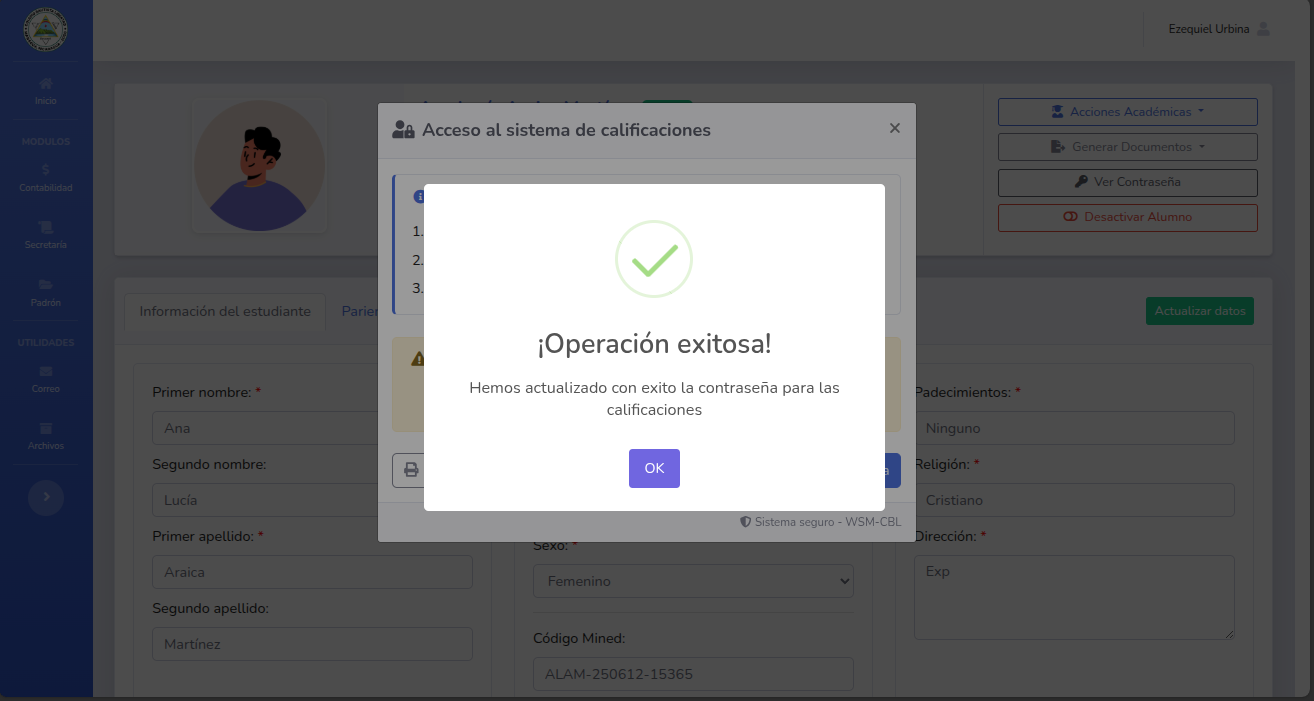 Ezequiel Urbina
Inicio
MODULOS
Contabilidad
Secretaría
Padrón
UTILIDADES
Correo
Archivos
Acciones Académicas
Generar Documentos
Ver Contraseña
Desactivar Alumno
Acceso al sistema de calificaciones
×
1.
2.
3.
¡Operación exitosa!
Hemos actualizado con exito la contraseña para las
calificaciones
OK
Sistema seguro - WSM-CBL
Información del estudiante
Actualizar datos
Primer nombre: *
Ana
Segundo nombre:
Lucía
Primer apellido: *
Araica
Segundo apellido:
Martínez
Sexo: *
Femenino
Código Mined:
ALAM-250612-15365
Padecimientos: *
Ninguno
Religión: *
Cristiano
Dirección: *
Exp